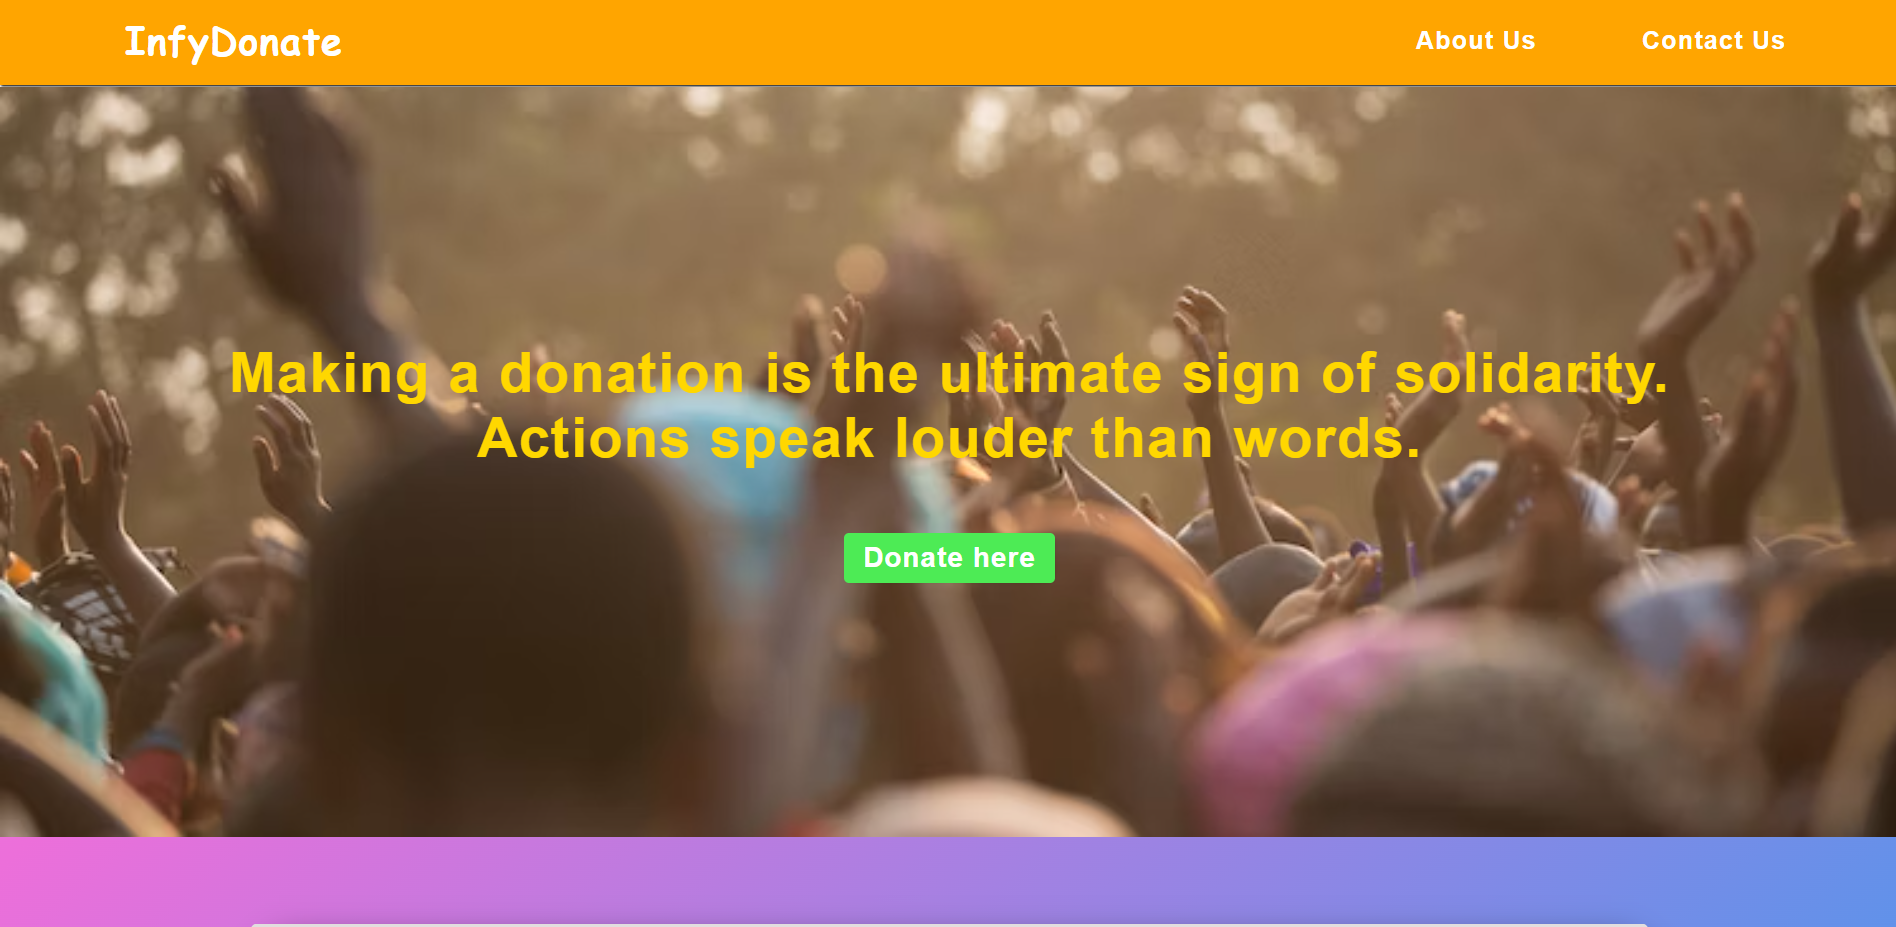 InfyDonate
About Us
Contact Us
Making a donation is the ultimate sign of solidarity.
Actions speak louder than words.
Donate here